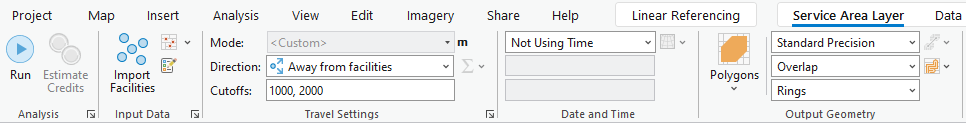 Project Map Insert Analysis View Edit Imagery Share Help Linear Referencing Service Area Layer Data
Run
Estimate
Credits
Analysis
Import
Facilities
Input Data
Mode: <Custom> m
Direction: Away from facilities
Cutoffs: 1000, 2000
Travel Settings
Not Using Time
Date and Time
Polygons
Standard Precision
Overlap
Rings
Output Geometry